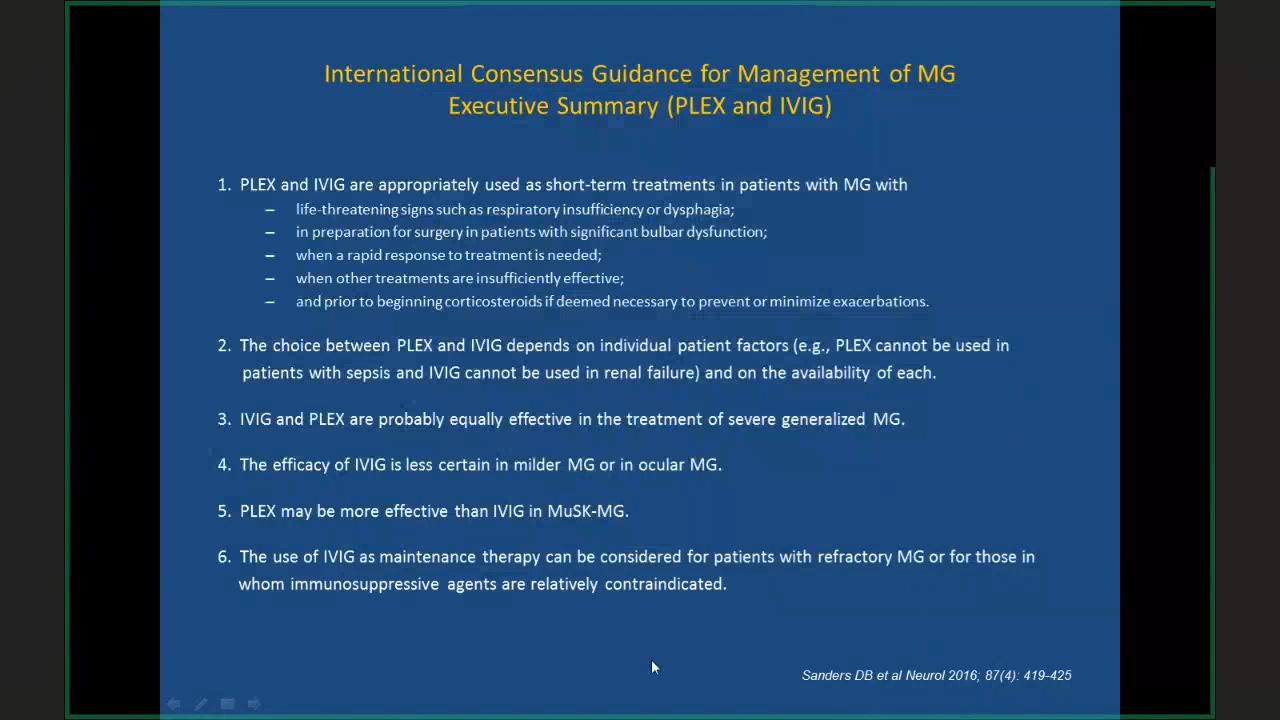 International Consensus Guidance for Management of MG
Executive Summary (PLEX and IVIG)
1. PLEX and IVIG are appropriately used as short-term treatments in patients with MG with
– life-threatening signs such as respiratory insufficiency or dysphagia;
– in preparation for surgery in patients with significant bulbar dysfunction;
– when a rapid response to treatment is needed;
– when other treatments are insufficiently effective;
– and prior to beginning corticosteroids if deemed necessary to prevent or minimize exacerbations.
2. The choice between PLEX and IVIG depends on individual patient factors (e.g., PLEX cannot be used in
patients with sepsis and IVIG cannot be used in renal failure) and on the availability of each.
3. IVIG and PLEX are probably equally effective in the treatment of severe generalized MG.
4. The efficacy of IVIG is less certain in milder MG or in ocular MG.
5. PLEX may be more effective than IVIG in MuSK-MG.
6. The use of IVIG as maintenance therapy can be considered for patients with refractory MG or for those in
whom immunosuppressive agents are relatively contraindicated.
Sanders DB et al Neurol 2016; 87(4): 419-425